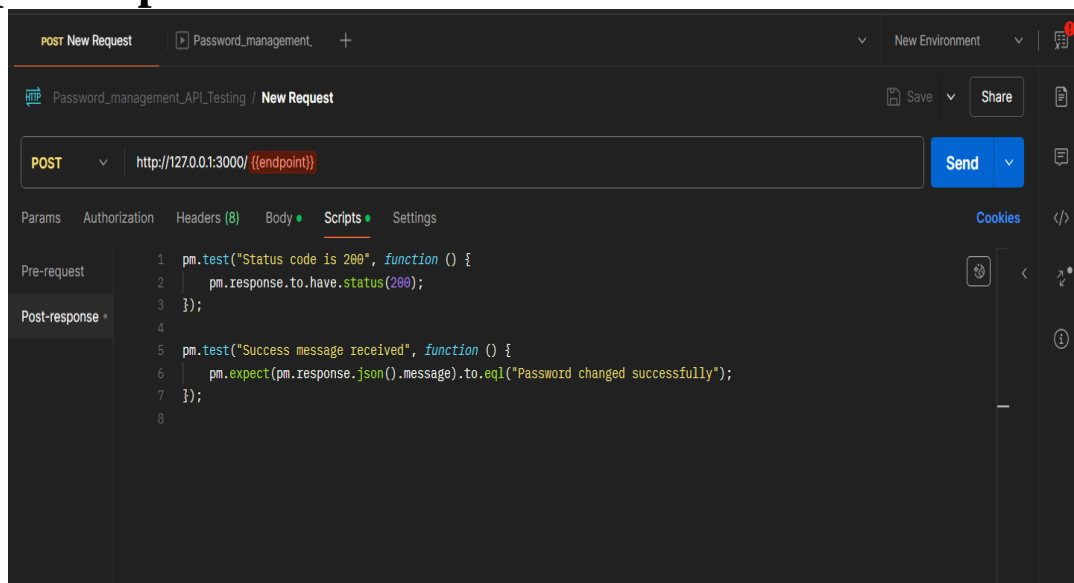 POST New Request Password_management_ New Environment
HTTP Password_management_API_Testing / New Request Save Share
POST http://127.0.0.1:3000/ {{endpoint}} Send
Params Authorization Headers (8) Body Scripts Settings Cookies
Pre-request
Post-response
1 pm.test("Status code is 200", function () {
2 pm.response.to.have.status(200);
3 });
4
5 pm.test("Success message received", function () {
6 pm.expect(pm.response.json().message).to.eql("Password changed successfully");
7 });
8